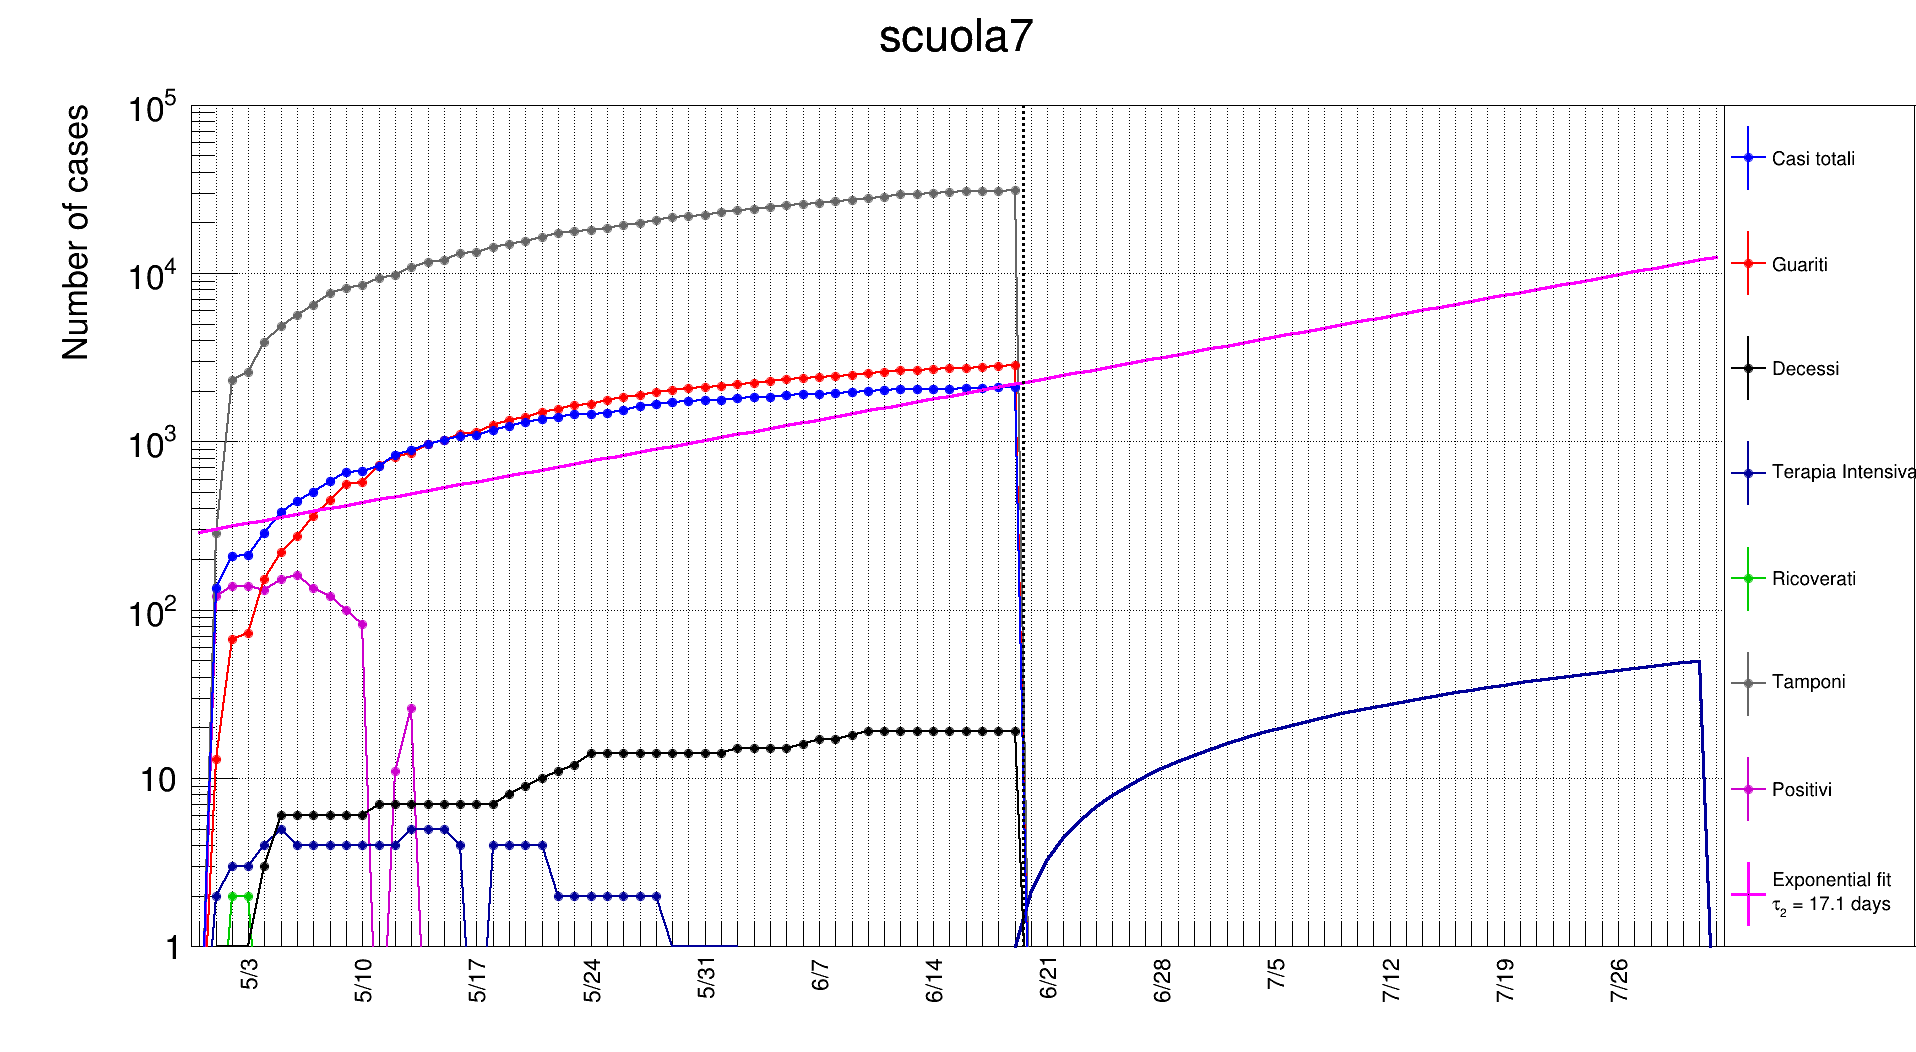 scuola7
Number of cases
10^5
10^4
10^3
10^2
10
1
5/3
5/10
5/17
5/24
5/31
6/7
6/14
6/21
6/28
7/5
7/12
7/19
7/26
Casi totali
Guariti
Decessi
Terapia Intensiva
Ricoverati
Tamponi
Positivi
Exponential fit
τ₂ = 17.1 days